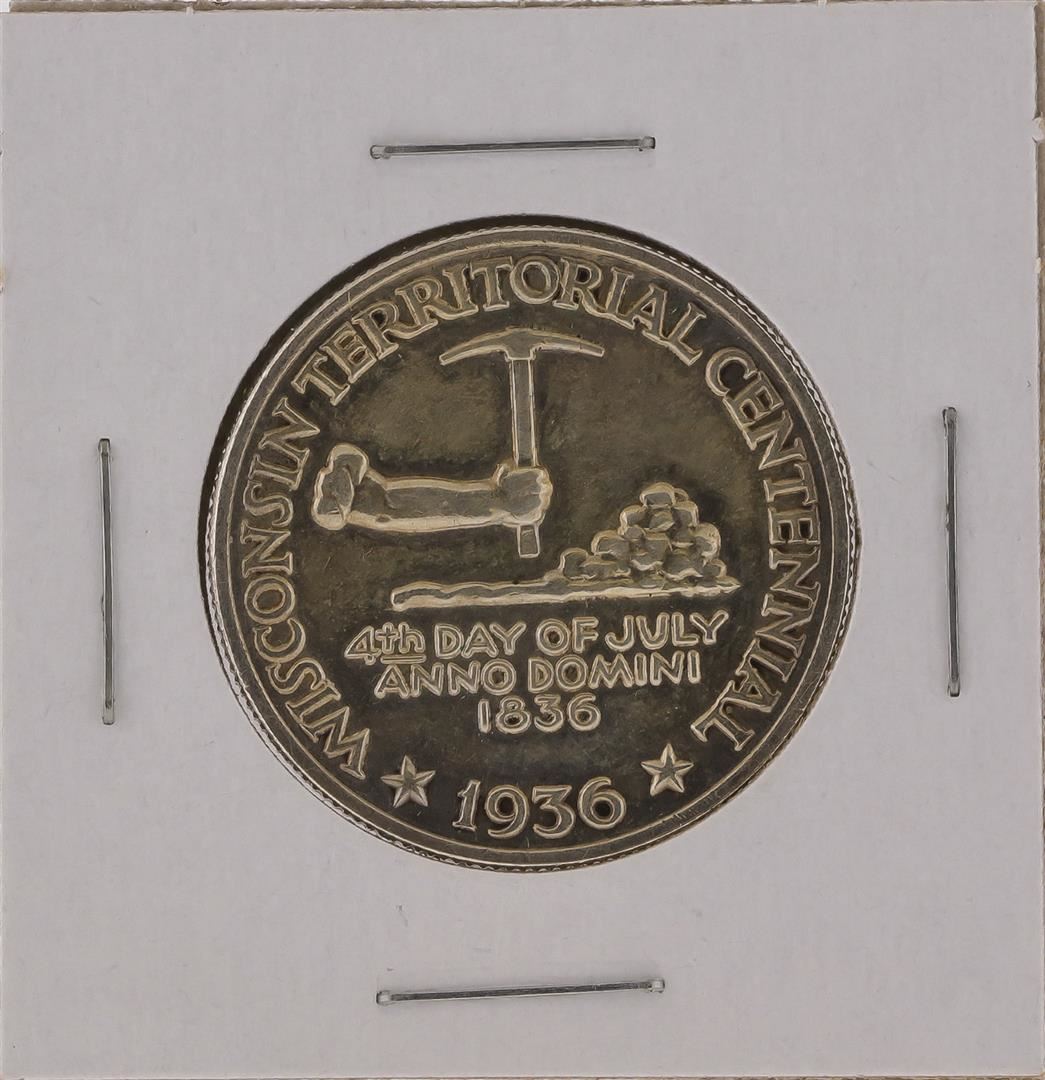 WISCONSIN TERRITORIAL CENTENNIAL
4th DAY OF JULY
ANNO DOMINI
1836
1936